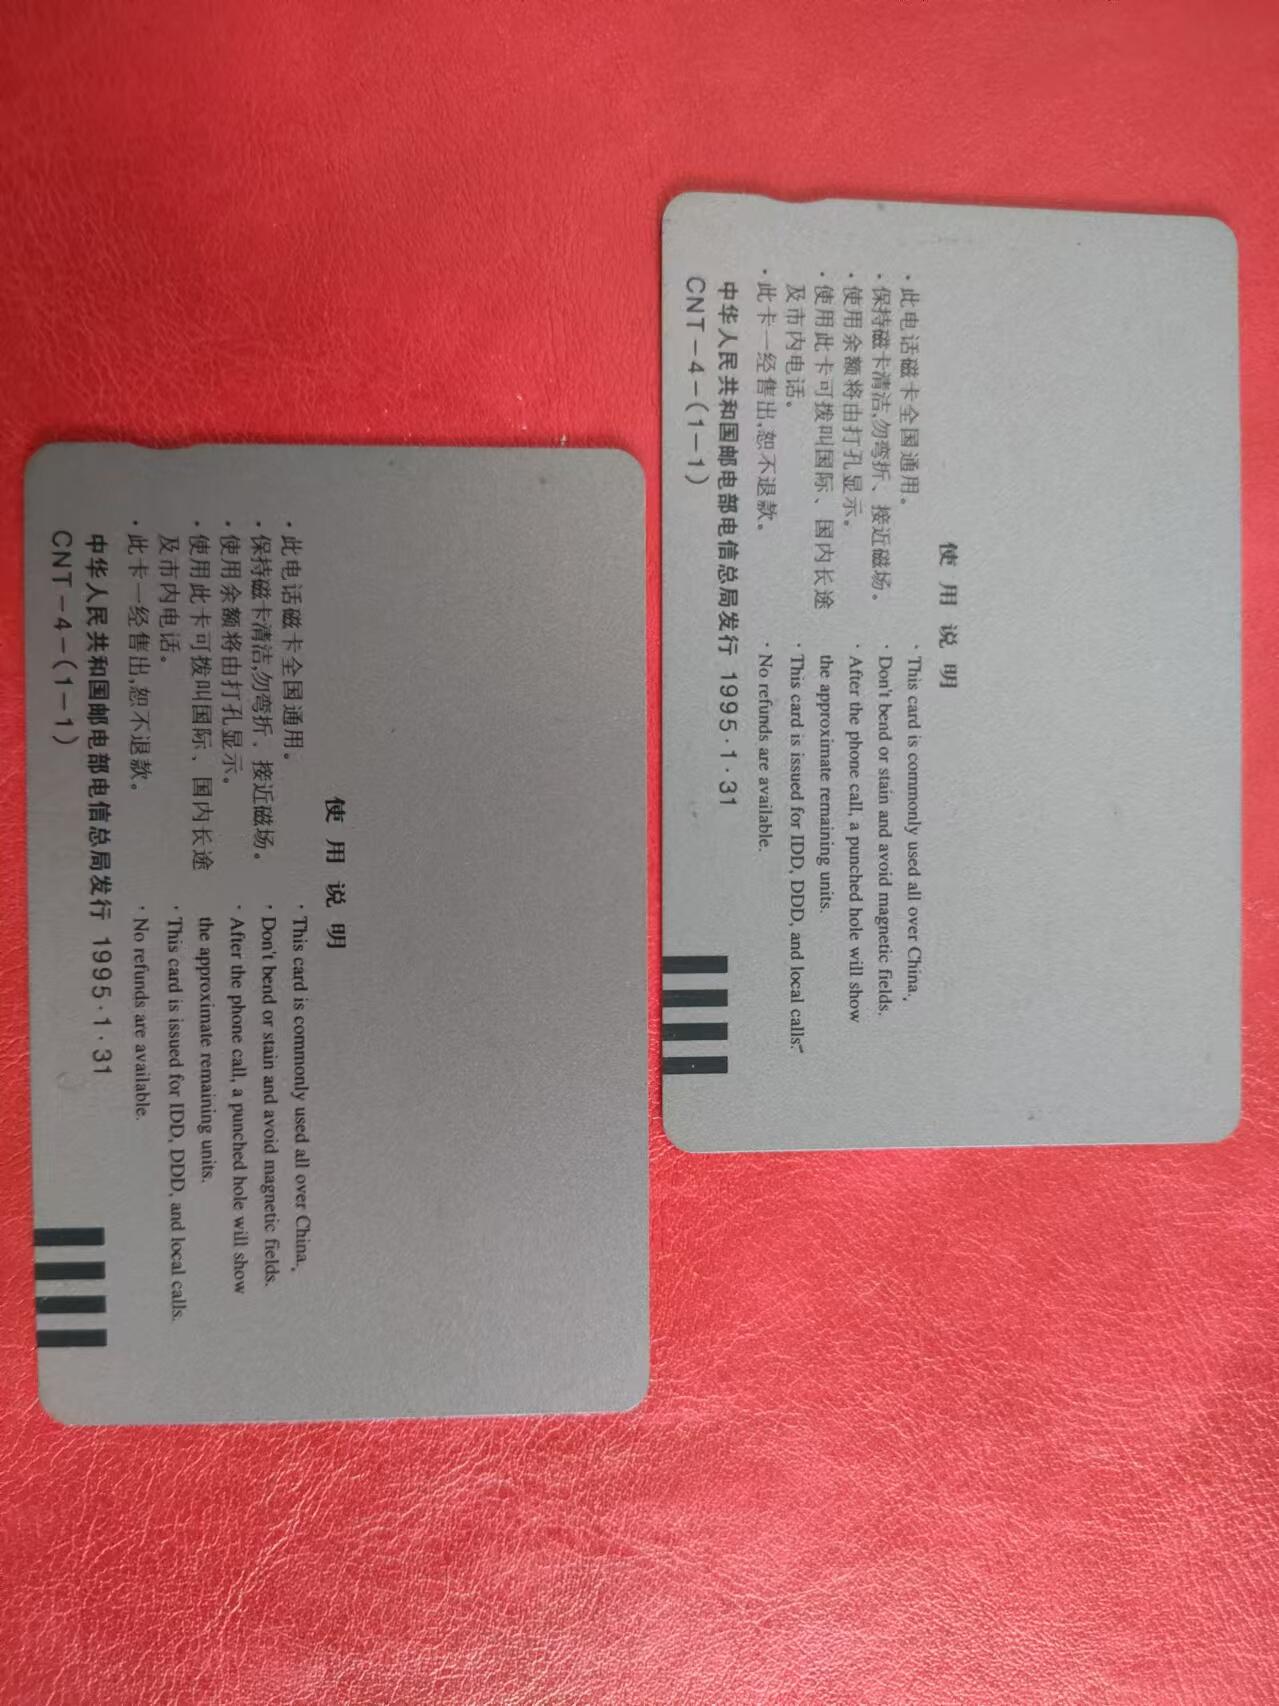 使用说明
·此电话磁卡全国通用。
·保持磁卡清洁,勿弯折、接近磁场。
·使用余额将由打孔显示。
·使用此卡可拨叫国际、国内长途
及市内电话。
·此卡一经售出,恕不退款。
·This card is commonly used all over China.
·Don't bend or stain and avoid magnetic fields.
·After the phone call, a punched hole will show
the approximate remaining units.
·This card is issued for IDD, DDD, and local calls.
·No refunds are available.
中华人民共和国邮电部电信总局发行 1995·1·31
CNT-4-(1-1)
使用说明
·此电话磁卡全国通用。
·保持磁卡清洁,勿弯折、接近磁场。
·使用余额将由打孔显示。
·使用此卡可拨叫国际、国内长途
及市内电话。
·此卡一经售出,恕不退款。
·This card is commonly used all over China.
·Don't bend or stain and avoid magnetic fields.
·After the phone call, a punched hole will show
the approximate remaining units.
·This card is issued for IDD, DDD, and local calls.
·No refunds are available.
中华人民共和国邮电部电信总局发行 1995·1·31
CNT-4-(1-1)